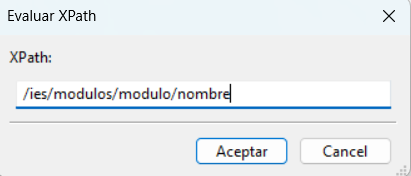 Evaluar XPath
XPath:
/ies/modulos/modulo/nombre
Aceptar
Cancel